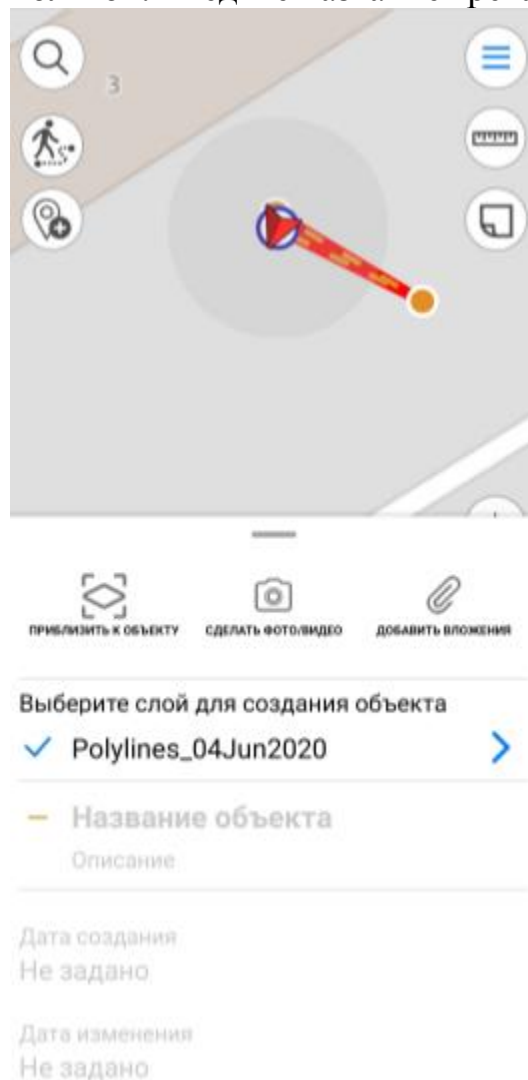 3
ПРИБЛИЗИТЬ К ОБЪЕКТУ СДЕЛАТЬ ФОТО/ВИДЕО ДОБАВИТЬ ВЛОЖЕНИЯ
Выберите слой для создания объекта
Polylines_04Jun2020
Название объекта
Описание
Дата создания
Не задано
Дата изменения
Не задано